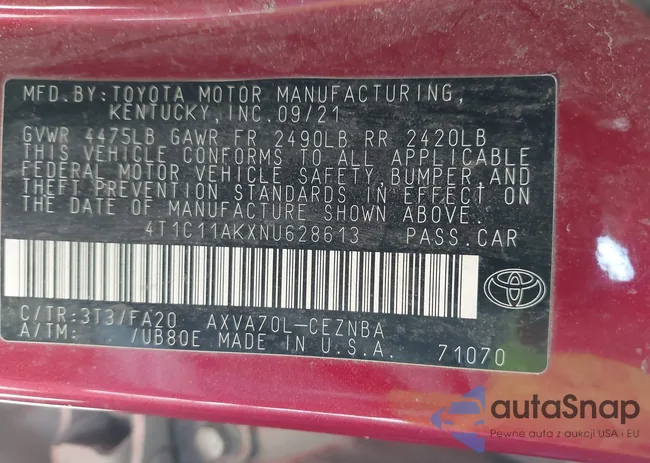 MFD.BY:TOYOTA MOTOR MANUFACTURING,
KENTUCKY,INC.09/21
GVWR 4475LB GAWR FR 2490LB RR 2420LB
THIS VEHICLE CONFORMS TO ALL APPLICABLE
FEDERAL MOTOR VEHICLE SAFETY,BUMPER,AND
THEFT PREVENTION STANDARDS IN EFFECT ON
THE DATE OF MANUFACTURE SHOWN ABOVE.
4T1C11AKXNU628613 PASS.CAR
C/TR:3T3/FA20 AXVA70L-CEZNBA
A/TM: /UB80E MADE IN U.S.A. 71070
autaSnap
Pewne auta z aukcji USA i EU